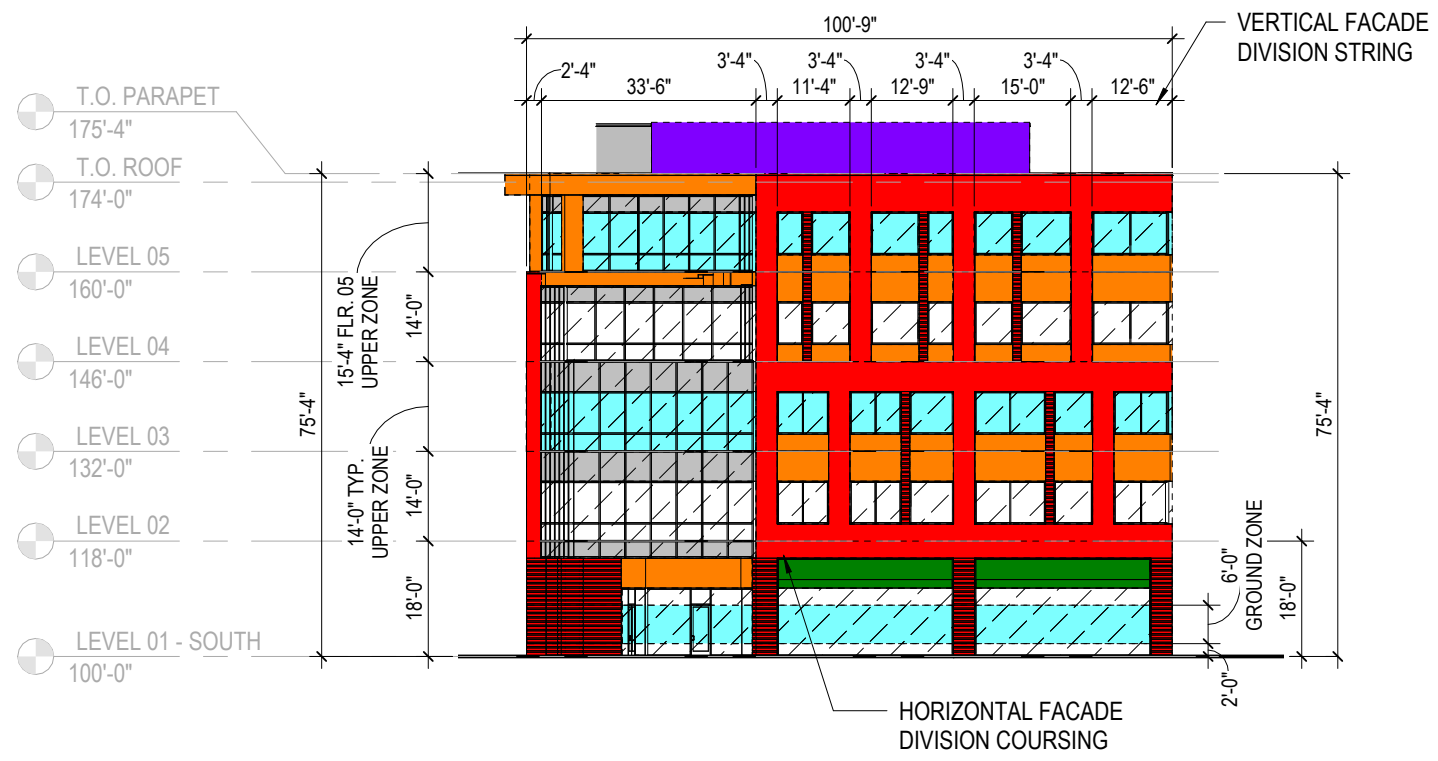 100'-9"
VERTICAL FACADE
DIVISION STRING
2'-4"
33'-6"
3'-4"
11'-4"
3'-4"
12'-9"
3'-4"
15'-0"
3'-4"
12'-6"
T.O. PARAPET
175'-4"
T.O. ROOF
174'-0"
LEVEL 05
160'-0"
LEVEL 04
146'-0"
LEVEL 03
132'-0"
LEVEL 02
118'-0"
LEVEL 01 - SOUTH
100'-0"
75'-4"
15'-4" FLR. 05
UPPER ZONE
14'-0" TYP.
UPPER ZONE
14'-0"
14'-0"
18'-0"
75'-4"
6'-0"
GROUND ZONE
18'-0"
2'-0"
HORIZONTAL FACADE
DIVISION COURSING